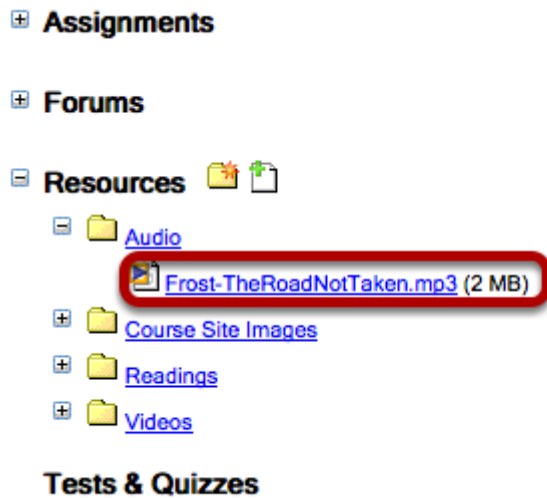 Assignments
Forums
Resources
Audio
Frost-TheRoadNotTaken.mp3 (2 MB)
Course Site Images
Readings
Videos
Tests & Quizzes